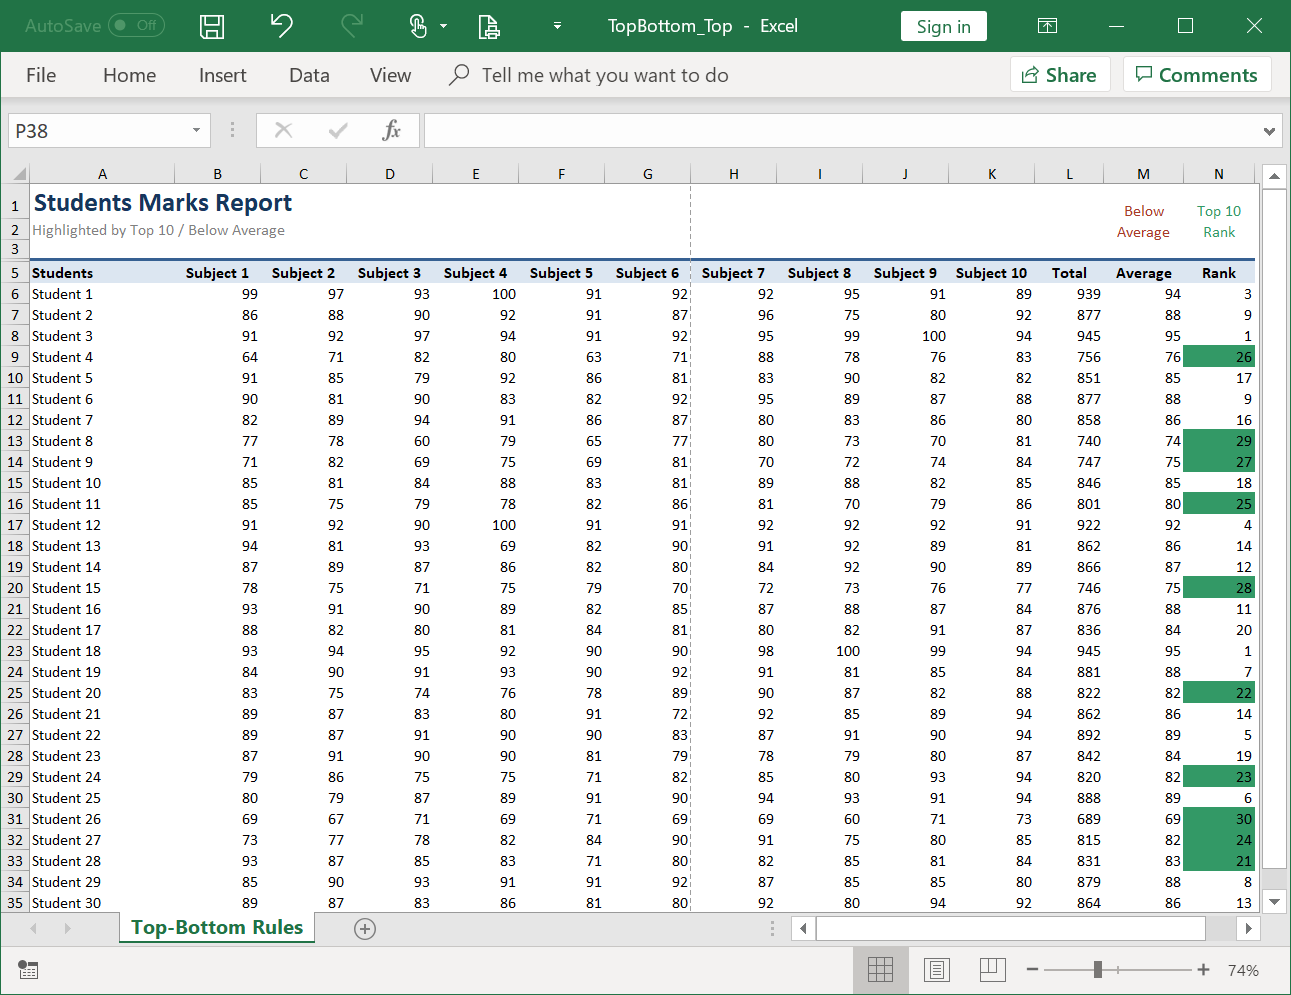 AutoSave Off TopBottom_Top - Excel Sign in
File Home Insert Data View Tell me what you want to do Share Comments
P38 fx
A B C D E F G H I J K L M N
1 Students Marks Report
Below Top 10
2 Highlighted by Top 10 / Below Average Average Rank
3
5 Students Subject 1 Subject 2 Subject 3 Subject 4 Subject 5 Subject 6 Subject 7 Subject 8 Subject 9 Subject 10 Total Average Rank
6 Student 1 99 97 93 100 91 92 92 95 91 89 939 94 3
7 Student 2 86 88 90 92 91 87 96 75 80 92 877 88 9
8 Student 3 91 92 97 94 91 92 95 99 100 94 945 95 1
9 Student 4 64 71 82 80 63 71 88 78 76 83 756 76 26
10 Student 5 91 85 79 92 86 81 83 90 82 82 851 85 17
11 Student 6 90 81 90 83 82 92 95 89 87 88 877 88 9
12 Student 7 82 89 94 91 86 87 80 83 86 80 858 86 16
13 Student 8 77 78 60 79 65 77 80 73 70 81 740 74 29
14 Student 9 71 82 69 75 69 81 70 72 74 84 747 75 27
15 Student 10 85 81 84 88 83 81 89 88 82 85 846 85 18
16 Student 11 85 75 79 78 82 86 81 70 79 86 801 80 25
17 Student 12 91 92 90 100 91 91 92 92 92 91 922 92 4
18 Student 13 94 81 93 69 82 90 91 92 89 81 862 86 14
19 Student 14 87 89 87 86 82 80 84 92 90 89 866 87 12
20 Student 15 78 75 71 75 79 70 72 73 76 77 746 75 28
21 Student 16 93 91 90 89 82 85 87 88 87 84 876 88 11
22 Student 17 88 82 80 81 84 81 80 82 91 87 836 84 20
23 Student 18 93 94 95 92 90 90 98 100 99 94 945 95 1
24 Student 19 84 90 91 93 90 92 91 81 85 84 881 88 7
25 Student 20 83 75 74 76 78 89 90 87 82 88 822 82 22
26 Student 21 89 87 83 80 91 72 92 85 89 94 862 86 14
27 Student 22 89 87 91 90 90 83 87 91 90 94 892 89 5
28 Student 23 87 91 90 90 81 79 78 79 80 87 842 84 19
29 Student 24 79 86 75 75 71 82 85 80 93 94 820 82 23
30 Student 25 80 79 87 89 91 90 94 93 91 94 888 89 6
31 Student 26 69 67 71 69 71 69 69 60 71 73 689 69 30
32 Student 27 73 77 78 82 84 90 91 75 80 85 815 82 24
33 Student 28 93 87 85 83 71 80 82 85 81 84 831 83 21
34 Student 29 85 90 93 91 91 92 87 85 85 80 879 88 8
35 Student 30 89 87 83 86 81 80 92 80 94 92 864 86 13
Top-Bottom Rules
74%